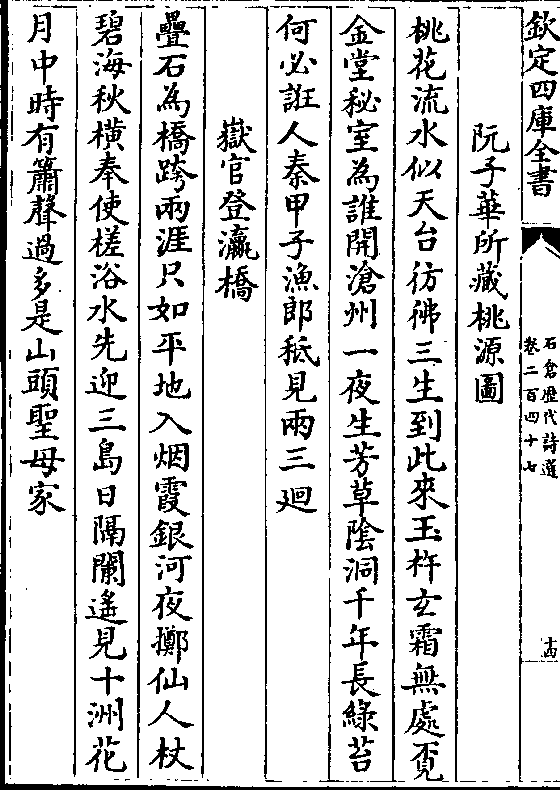 欽定四庫全書
石倉歴代詩選
卷二百四十七
十四
阮子華所藏桃源圖
桃花流水似天台彷彿三生到此來玉杵玄霜無處覔
金堂秘室為誰開滄州一夜生芳草陰洞千年長綠苔
何必誑人秦甲子漁郎秪見兩三廻
嶽官登瀛橋
疊石為橋跨兩涯只如平地入烟霞銀河夜擲仙人杖
碧海秋橫奉使槎浴水先迎三島日隔闌遙見十洲花
月中時有簫聲過多是山頭聖母家